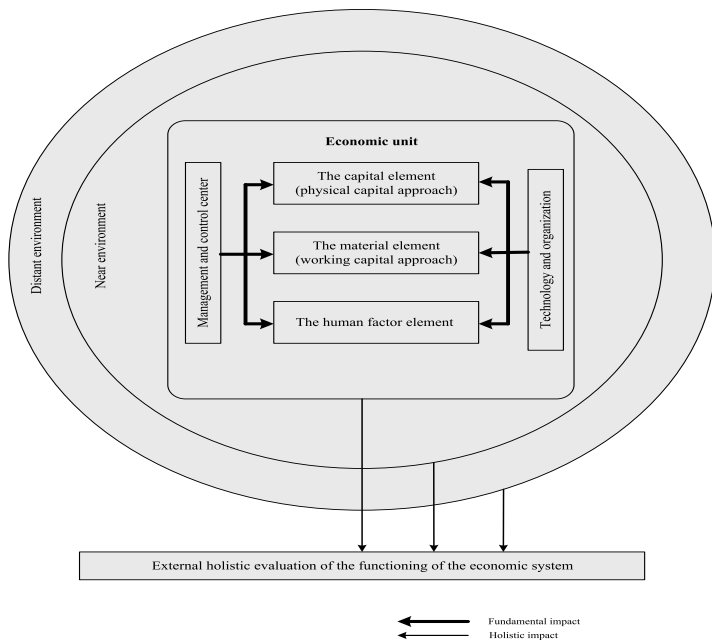 Economic unit
Distant environment
Near environment
Management and control center
The capital element
(physical capital approach)
The material element
(working capital approach)
The human factor element
Technology and organization
External holistic evaluation of the functioning of the economic system
Fundamental impact
Holistic impact